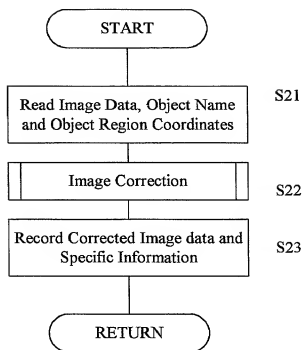 START
Read Image Data, Object Name
and Object Region Coordinates
S21
Image Correction
S22
Record Corrected Image data and
Specific Information
S23
RETURN